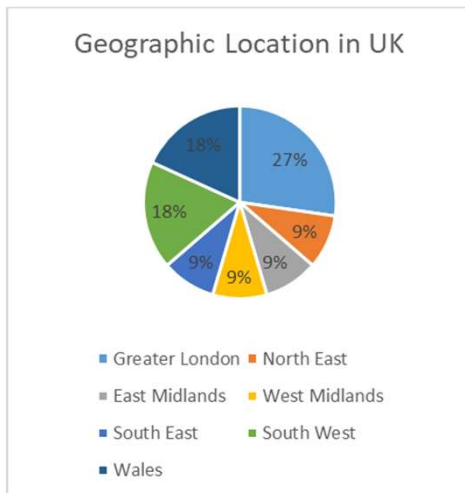 Geographic Location in UK
18%
27%
18%
9%
9%
9%
9%
Greater London
North East
East Midlands
West Midlands
South East
South West
Wales